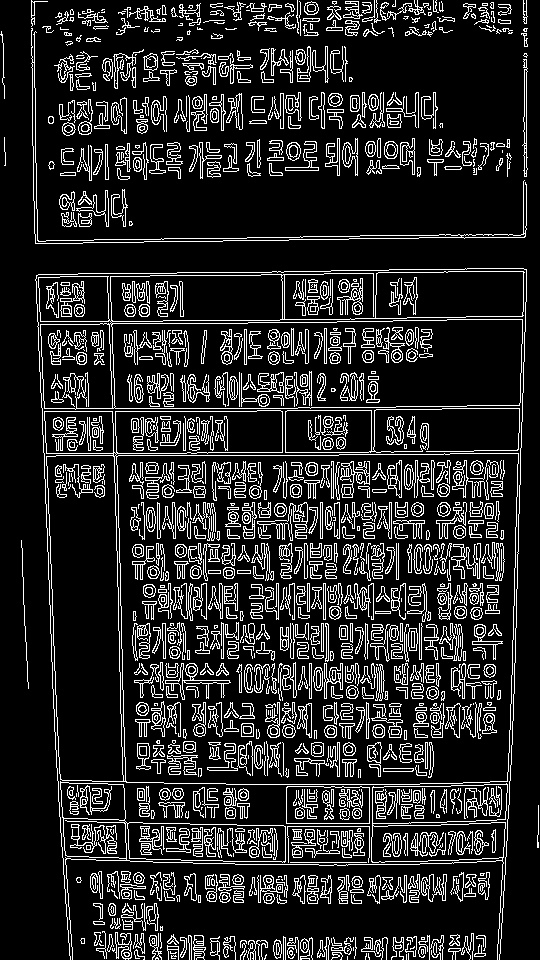 어른, 아이 모두 좋아하는 간식입니다.
• 냉장고에 넣어 시원하게 드시면 더욱 맛있습니다.
• 드시기 편하도록 가늘고 긴 콘으로 되어 있으며, 부스러기가
없습니다.
제품명 빙빙 딸기 식품의 유형 과자
업소명 및 바스락(주) / 경기도 용인시 기흥구 동백중앙로
소재지 16번길 16-4 에이스동백타워 2 - 201호
유통기한 밑면표기일까지 내용량 53.4 g
원재료명 식물성크림 (백설탕, 가공유지(팜핵스테아린경화유(말
레이시아산)), 혼합분유(벨기에산:탈지분유, 유청분말,
유당), 유당(프랑스산), 딸기분말 2%(딸기 100%(국내산))
, 유화제(레시틴, 글리세린지방산에스테르), 합성향료
(딸기향), 코치닐색소, 바닐린), 밀가루(밀(미국산)), 옥수
수전분(옥수수 100%(러시아연방산)), 백설탕, 대두유,
유화제, 정제소금, 팽창제, 당류가공품, 혼합제제(효
모추출물, 프로테아제, 순무씨유, 덱스트린)
알레르기 밀, 우유, 대두 함유 성분 및 함량 딸기분말 1.4%(국내산)
포장재질 폴리프로필렌(내포장면) 품목보고번호 20140347046-1
• 이 제품은 계란, 게, 땅콩을 사용한 제품과 같은 제조시설에서 제조하
고 있습니다.
• 직사광선 및 습기를 피한 28℃ 이하의 서늘한 곳에 보관하여 주시고